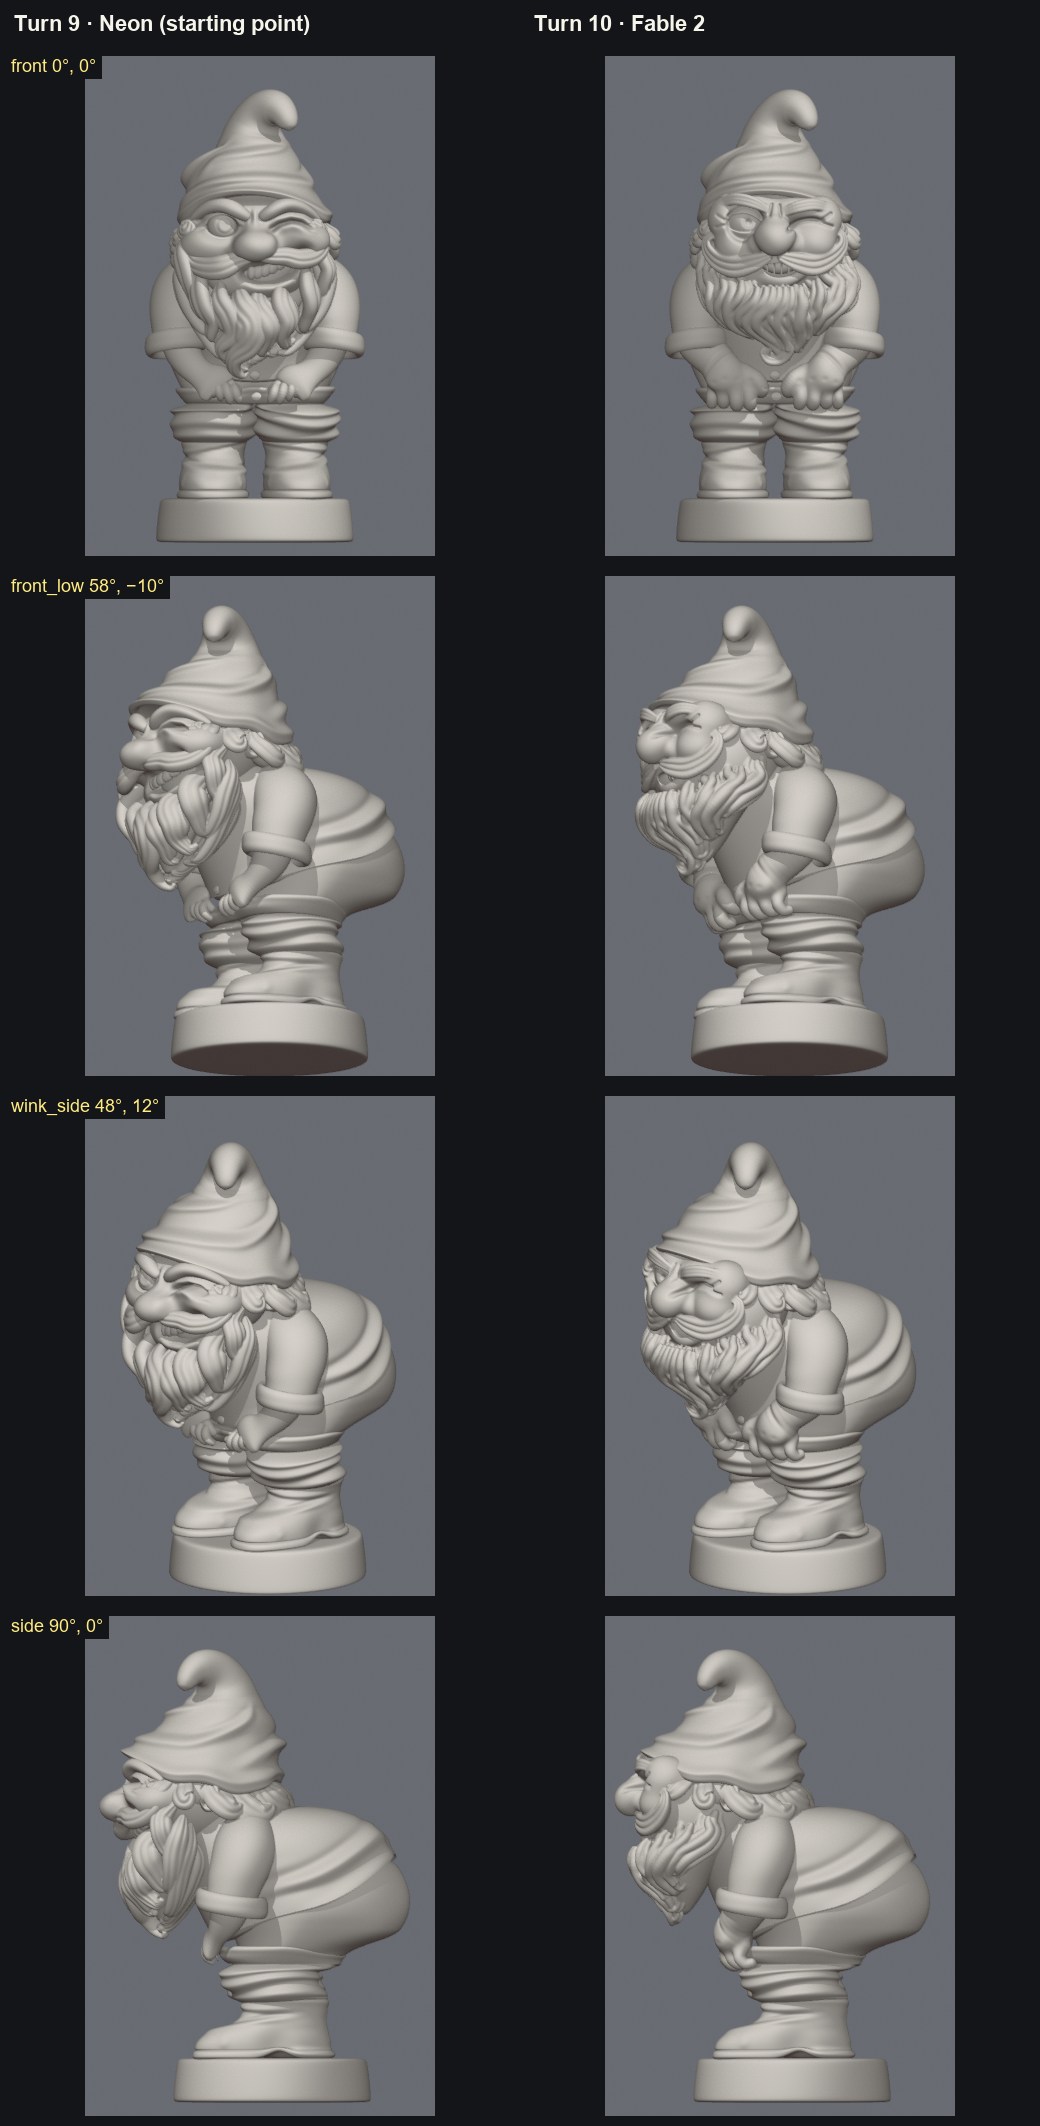 Turn 9 · Neon (starting point)
Turn 10 · Fable 2
front 0°, 0°
front_low 58°, −10°
wink_side 48°, 12°
side 90°, 0°